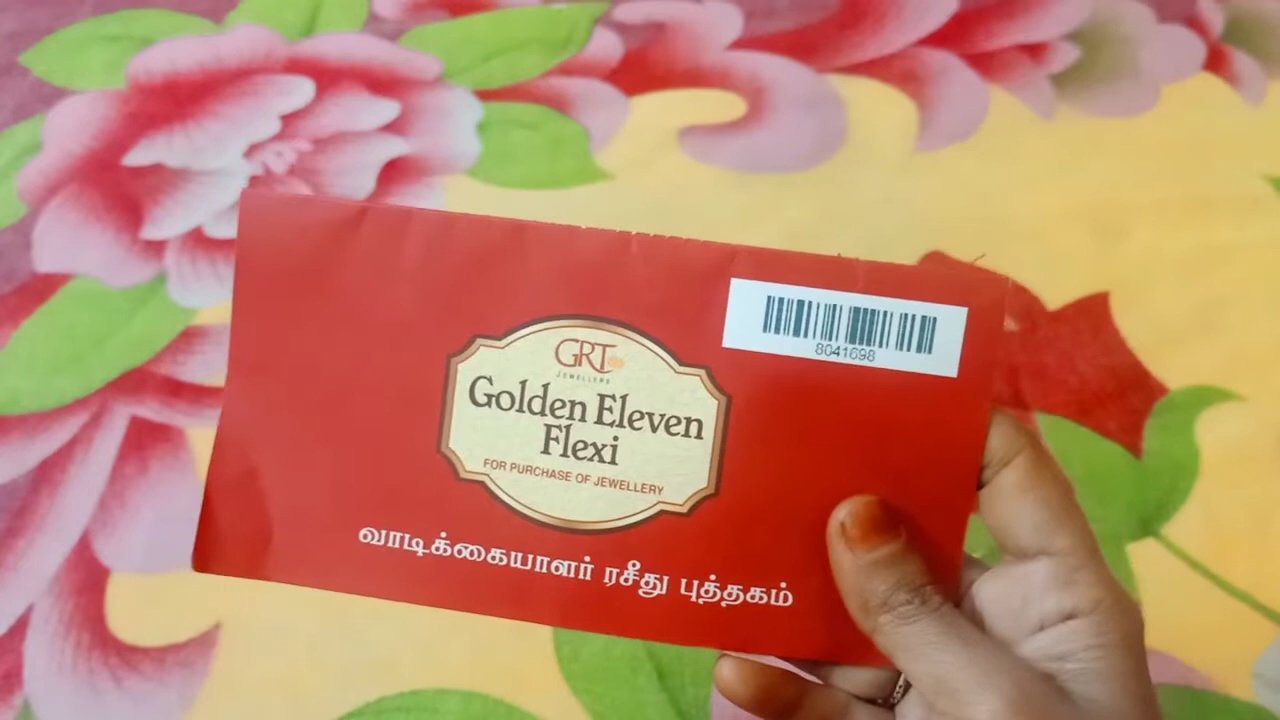 8041698
GRT
JEWELLERS
Golden Eleven
Flexi
FOR PURCHASE OF JEWELLERY
வாடிக்கையாளர் ரசீது புத்தகம்